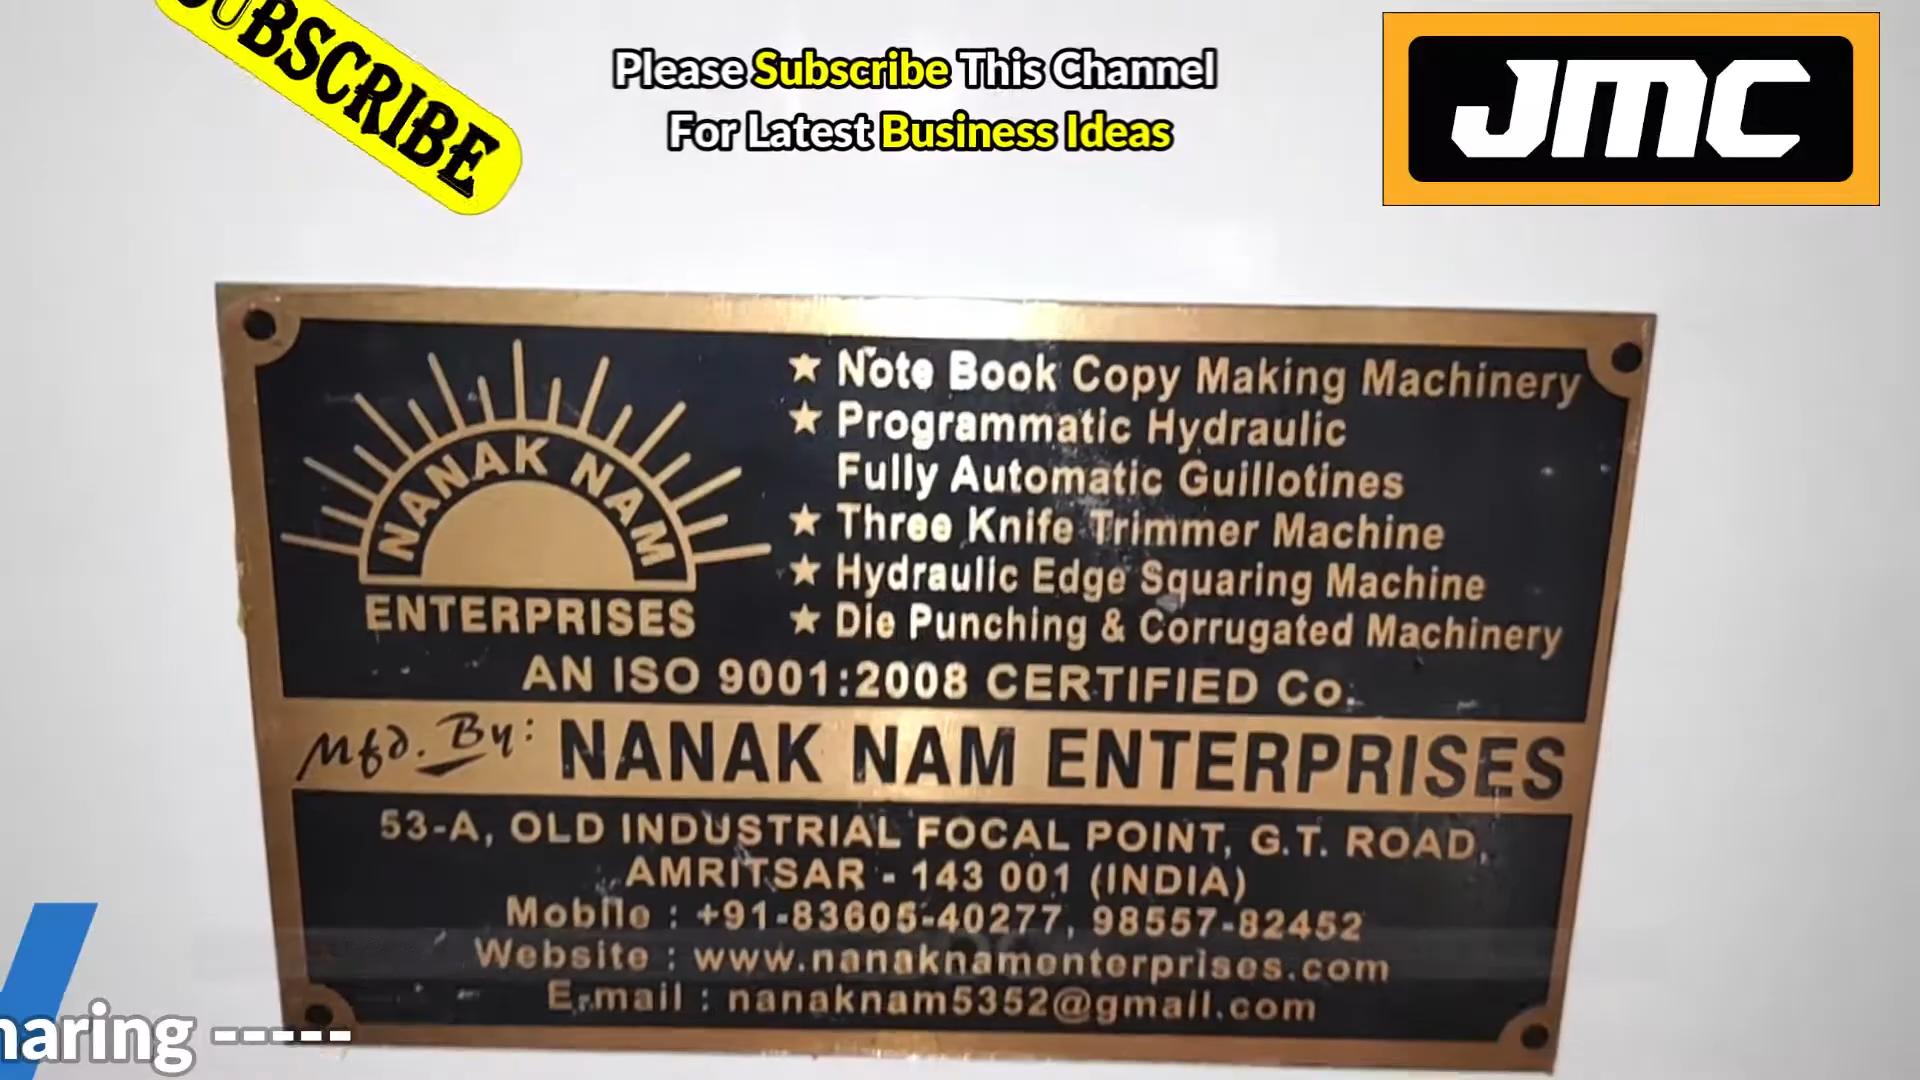 SUBSCRIBE
Please Subscribe This Channel
For Latest Business Ideas
JMC
NANAK NAM
ENTERPRISES
★ Note Book Copy Making Machinery
★ Programmatic Hydraulic
Fully Automatic Guillotines
★ Three Knife Trimmer Machine
★ Hydraulic Edge Squaring Machine
★ Die Punching & Corrugated Machinery
AN ISO 9001:2008 CERTIFIED Co.
Mfd. By: NANAK NAM ENTERPRISES
53-A, OLD INDUSTRIAL FOCAL POINT, G.T. ROAD,
AMRITSAR - 143 001 (INDIA)
Mobile : +91-83605-40277, 98557-82452
Website : www.nanaknamenterprises.com
E-mail : nanaknam5352@gmail.com
haring -----